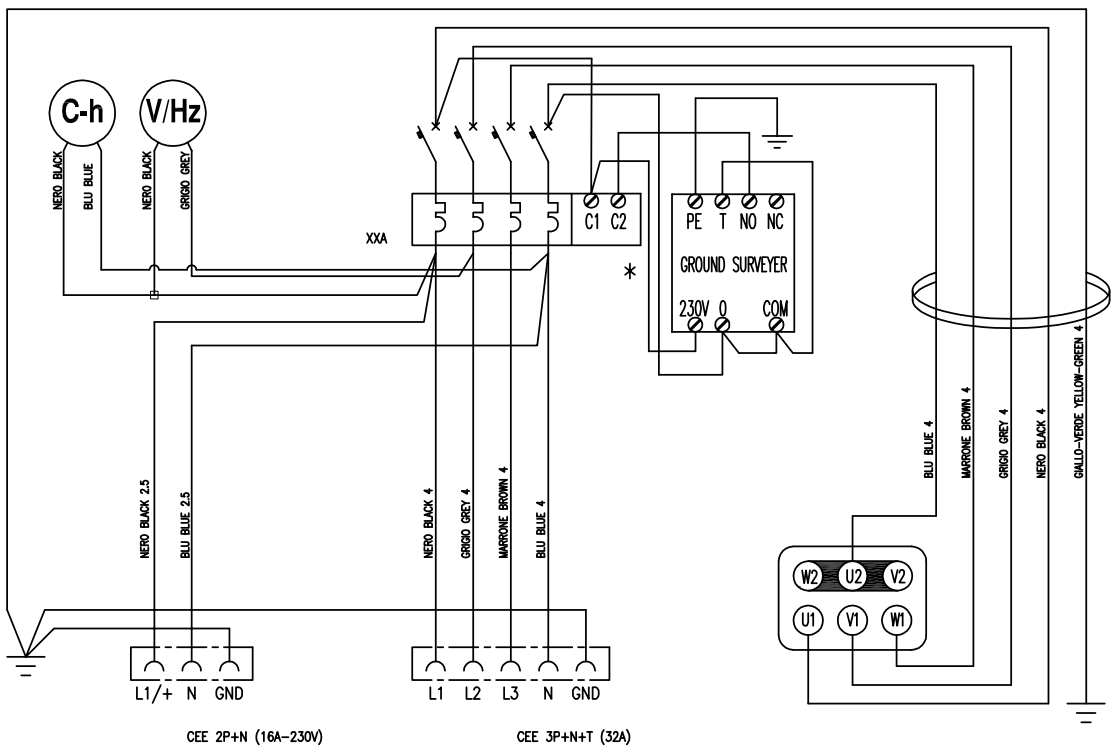 C-h
V/Hz
NERO BLACK
BLU BLUE
NERO BLACK
GRIGIO GREY
XXA
C1 C2
*
PE T NO NC
GROUND SURVEYER
230V 0 COM
BLU BLUE 4
MARRONE BROWN 4
GRIGIO GREY 4
NERO BLACK 4
GIALLO-VERDE YELLOW-GREEN 4
NERO BLACK 2.5
BLU BLUE 2.5
NERO BLACK 4
GRIGIO GREY 4
MARRONE BROWN 4
BLU BLUE 4
W2 U2 V2
U1 V1 W1
L1/+ N GND
L1 L2 L3 N GND
CEE 2P+N (16A-230V)
CEE 3P+N+T (32A)